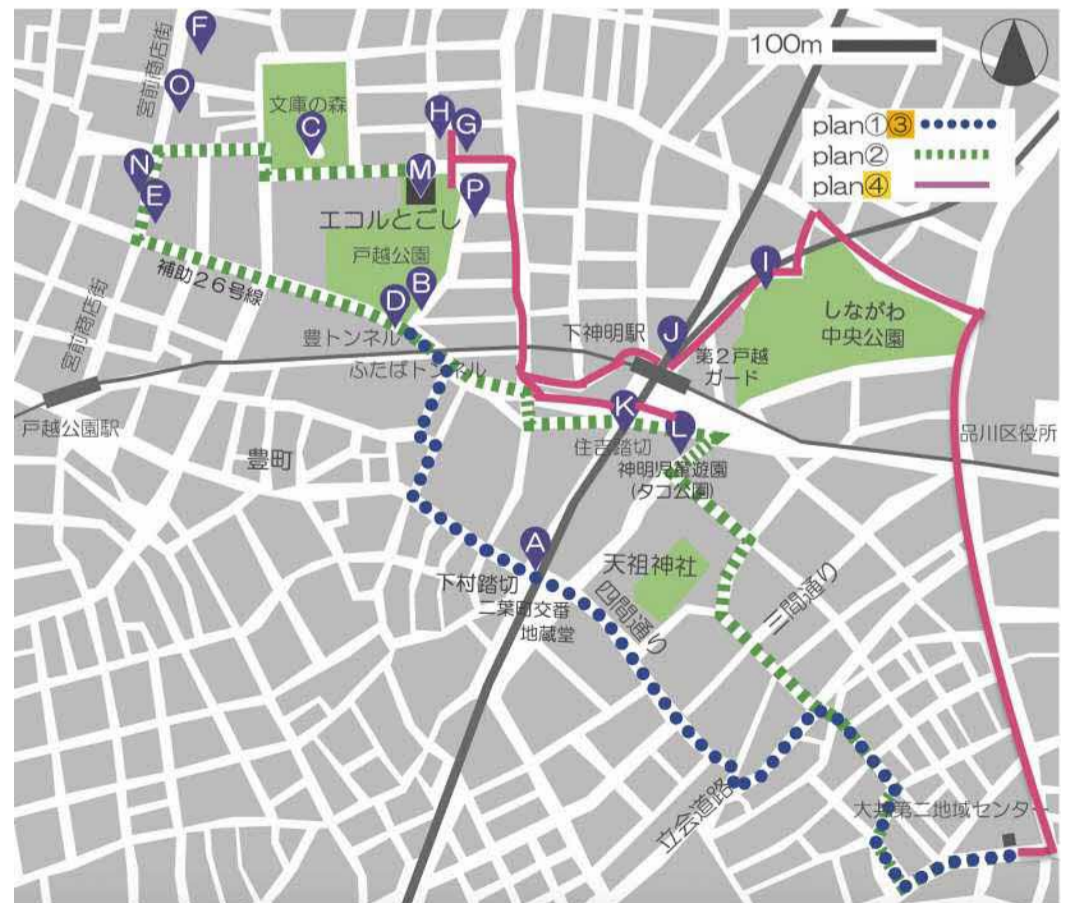 F
宮前商店街
O
100m
文庫の森
C
H
G
plan①③
plan②
plan④
N
E
M
P
エコルとごし
戸越公園
補助26号線
D
B
I
しながわ
中央公園
宮前商店街
豊トンネル
下神明駅
J
第2戸越
ガード
ふたばトンネル
戸越公園駅
K
L
住吉踏切
品川区役所
豊町
神明児童遊園
(タコ公園)
A
天祖神社
下村踏切
二葉町交番
地蔵堂
四間通り
三間通り
立会道路
大井第二地域センター